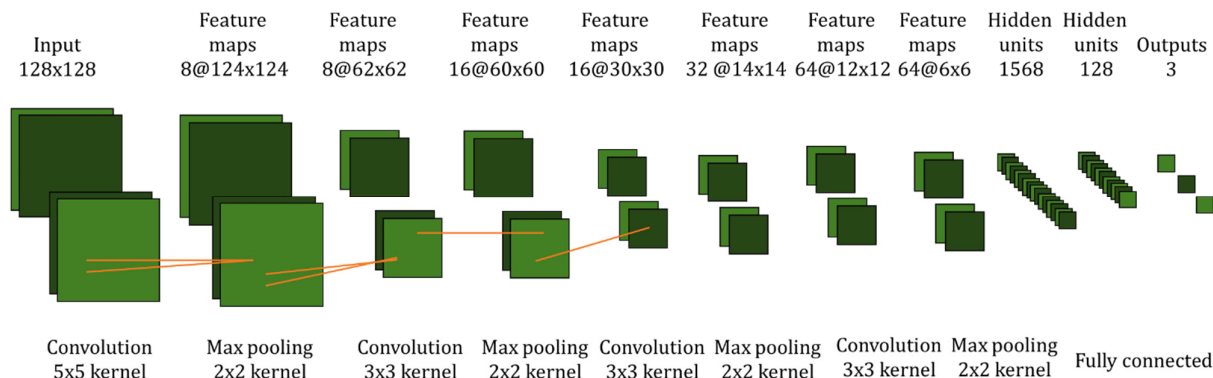 Input
128x128
Feature
maps
8@124x124
Feature
maps
8@62x62
Feature
maps
16@60x60
Feature
maps
16@30x30
Feature
maps
32 @14x14
Feature
maps
64@12x12
Feature
maps
64@6x6
Hidden
units
1568
Hidden
units
128
Outputs
3
Convolution
5x5 kernel
Max pooling
2x2 kernel
Convolution
3x3 kernel
Max pooling
2x2 kernel
Convolution
3x3 kernel
Max pooling
2x2 kernel
Convolution
3x3 kernel
Max pooling
2x2 kernel
Fully connected